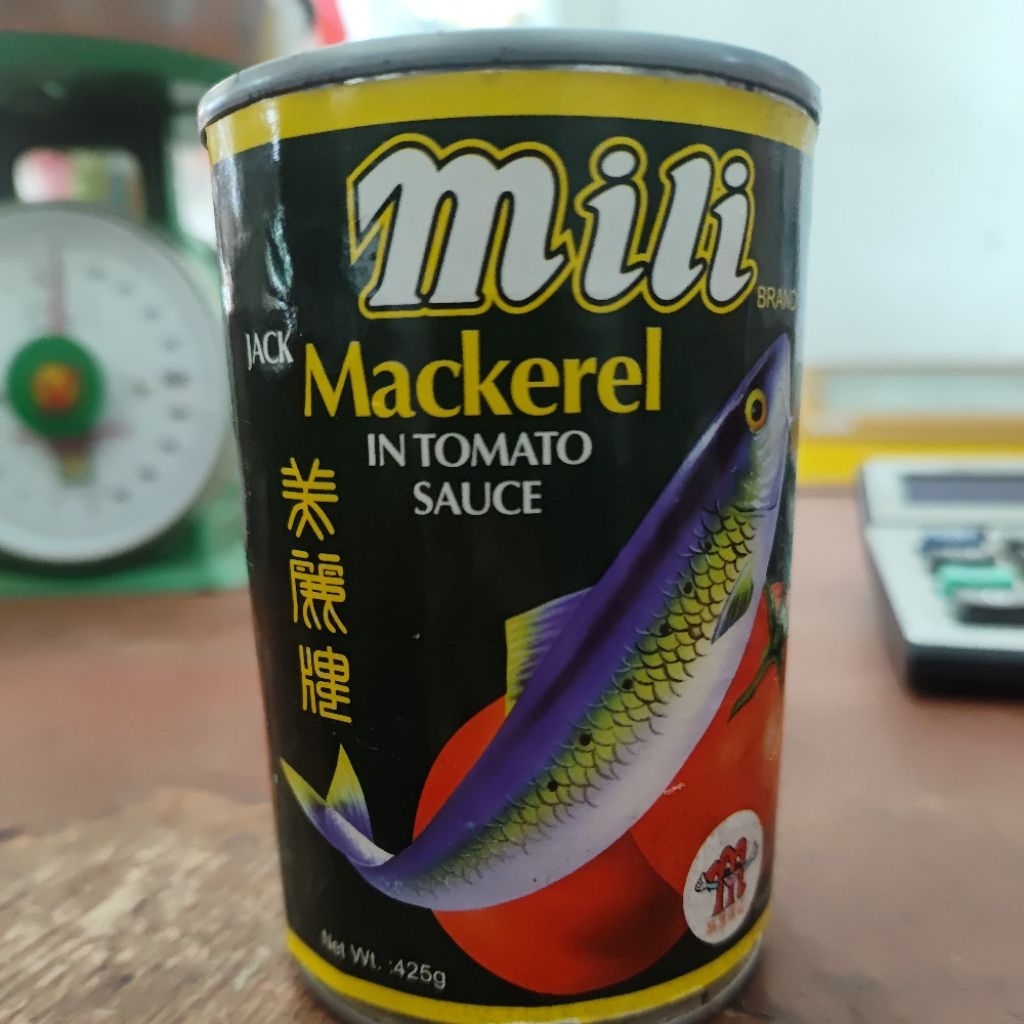 mili
BRAND
JACK
Mackerel
IN TOMATO
SAUCE
美麗牌
Net Wt. :425g